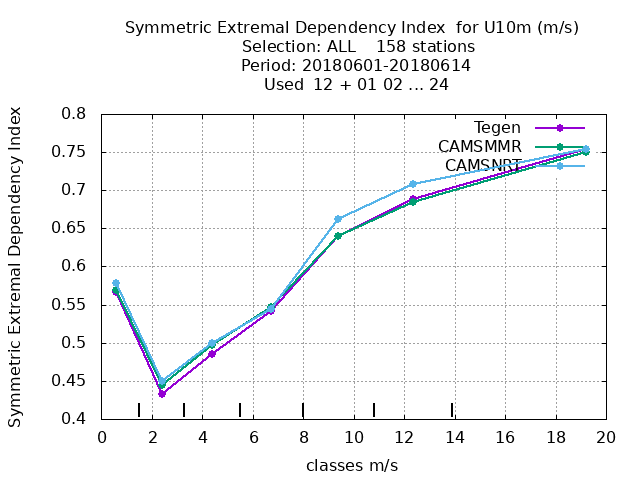 Symmetric Extremal Dependency Index  for U10m (m/s)
Selection: ALL    158 stations
Period: 20180601-20180614
Used  12 + 01 02 ... 24
Symmetric Extremal Dependency Index
0.8
0.75
0.7
0.65
0.6
0.55
0.5
0.45
0.4
Tegen
CAMSMMR
CAMSNRT
0 2 4 6 8 10 12 14 16 18 20
classes m/s